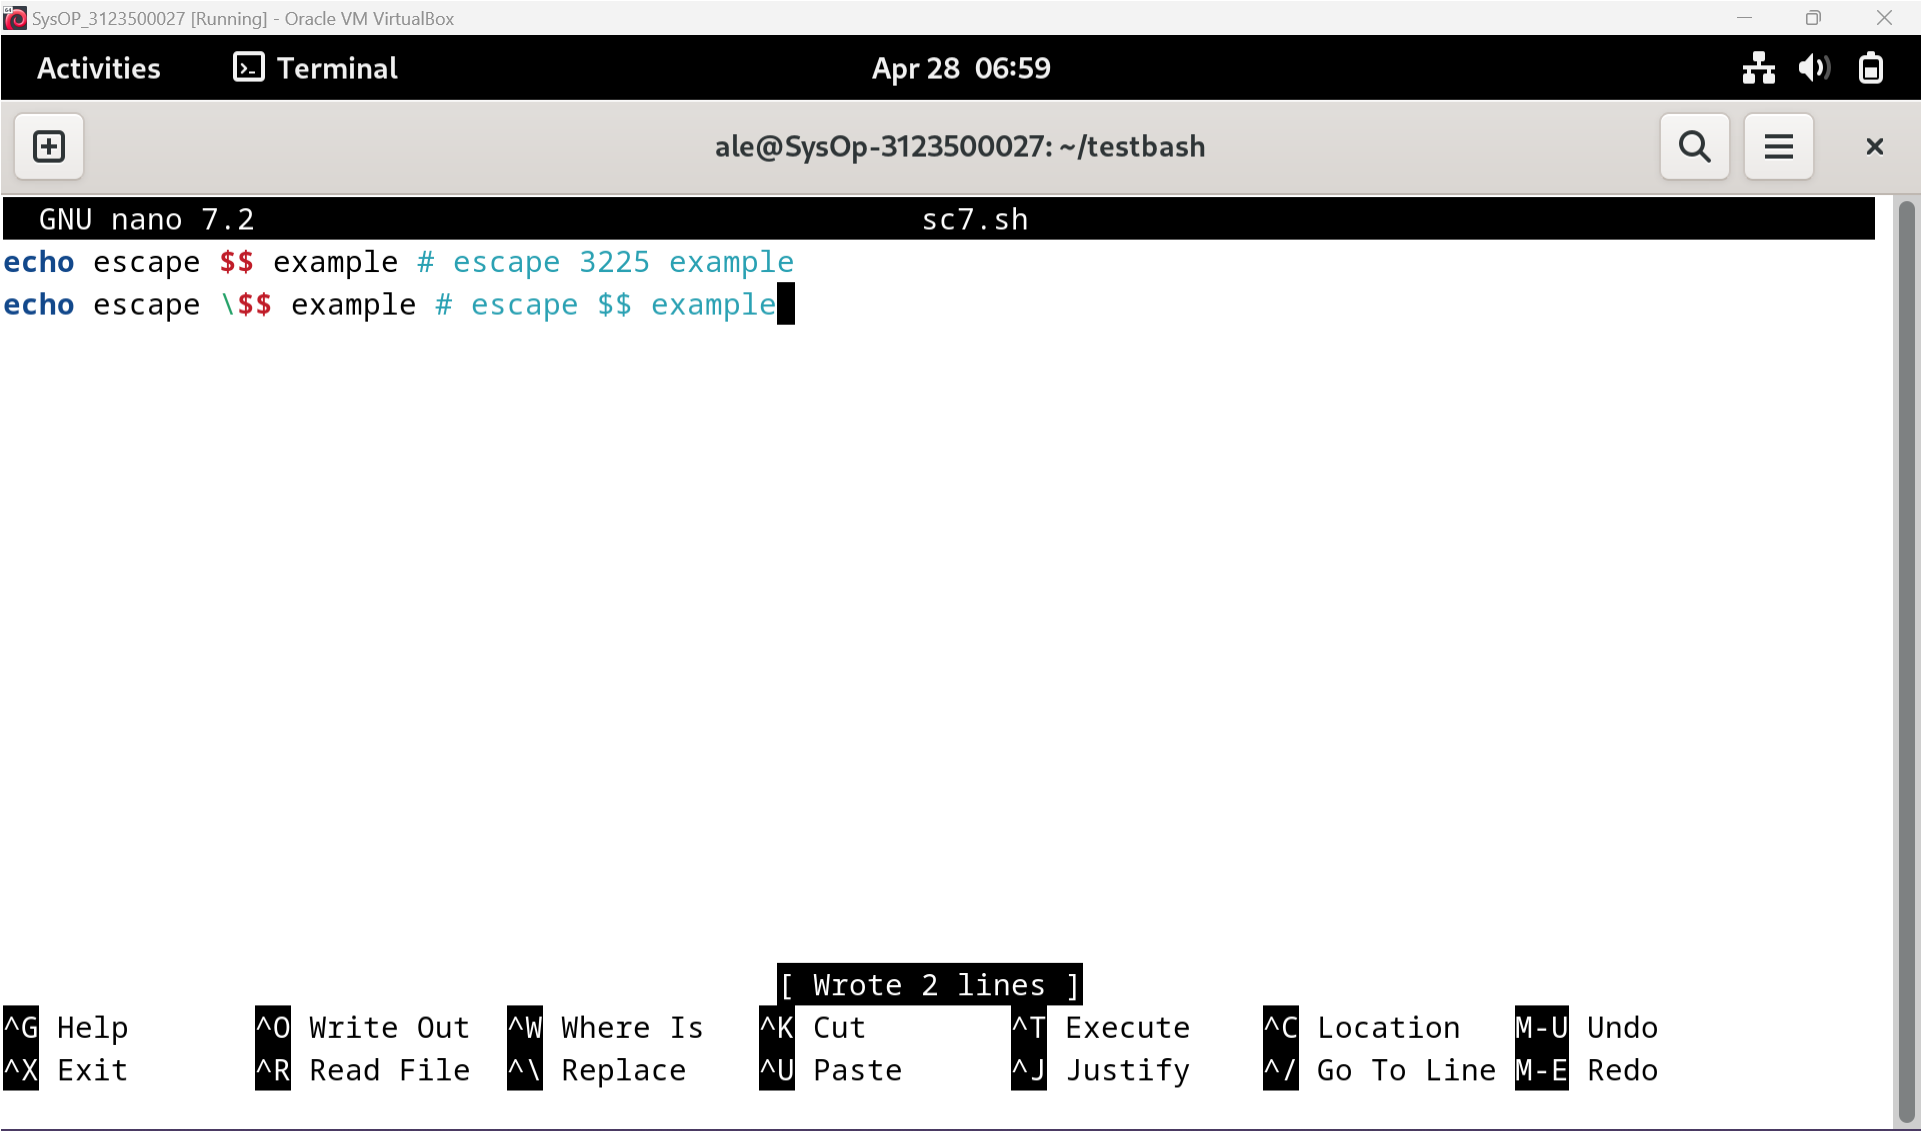 SysOP_3123500027 [Running] - Oracle VM VirtualBox
Activities Terminal Apr 28 06:59
ale@SysOp-3123500027: ~/testbash
GNU nano 7.2 sc7.sh
echo escape $$ example # escape 3225 example
echo escape \$$ example # escape $$ example
[ Wrote 2 lines ]
^G Help ^O Write Out ^W Where Is ^K Cut ^T Execute ^C Location M-U Undo
^X Exit ^R Read File ^\ Replace ^U Paste ^J Justify ^/ Go To Line M-E Redo